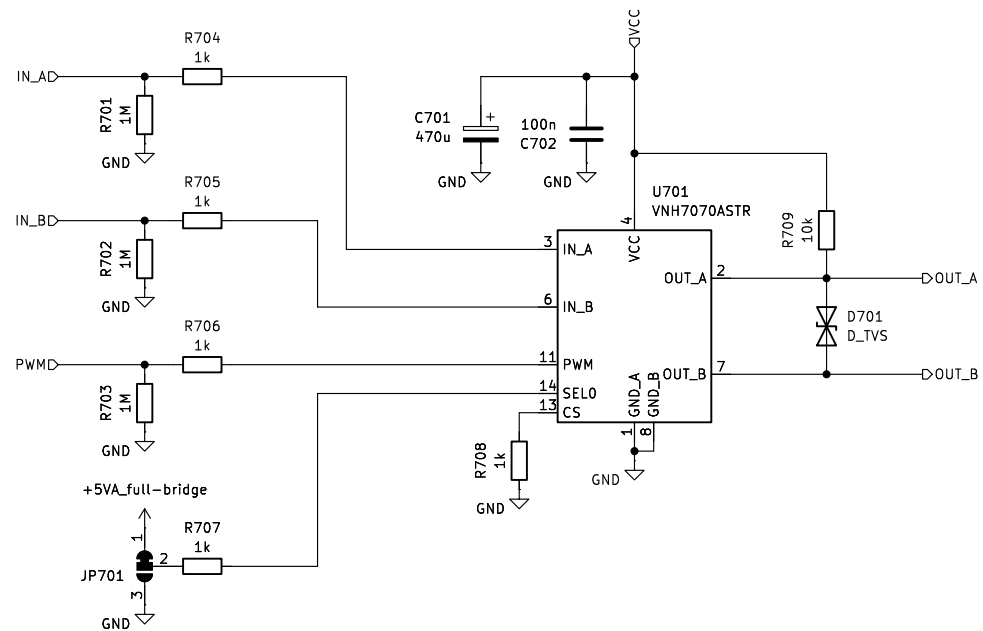 VCC
R704
1k
IN_A
R701
1M
GND
C701
470u
+
GND
100n
C702
GND
R705
1k
IN_B
R702
1M
GND
U701
VNH7070ASTR
4
VCC
3
IN_A
6
IN_B
11
PWM
14
SEL0
13
CS
OUT_A
2
OUT_B
7
GND_A
1
GND_B
8
GND
R709
10k
OUT_A
D701
D_TVS
OUT_B
R706
1k
PWM
R703
1M
GND
R708
1k
GND
+5VA_full-bridge
1
2
3
JP701
R707
1k
GND